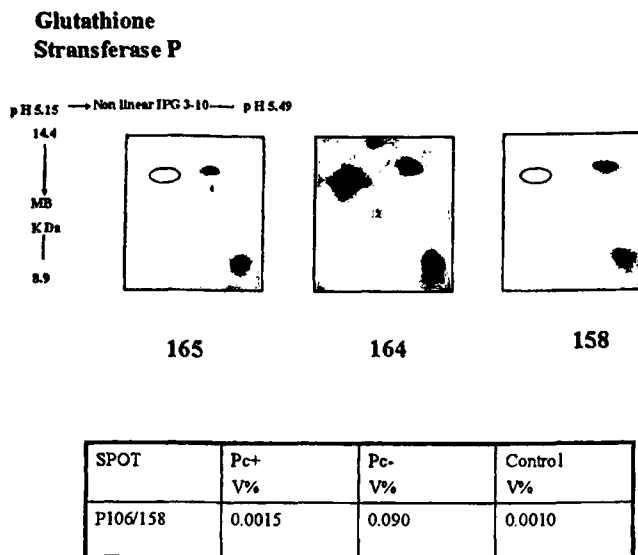 Glutathione
Stransferase P
pH 5.15 → Non linear IPG 3-10 — pH 5.49
14.4
MB
KDa
8.9
165 164 158
SPOT Pc+ V% Pc- V% Control V%
P106/158 0.0015 0.090 0.0010